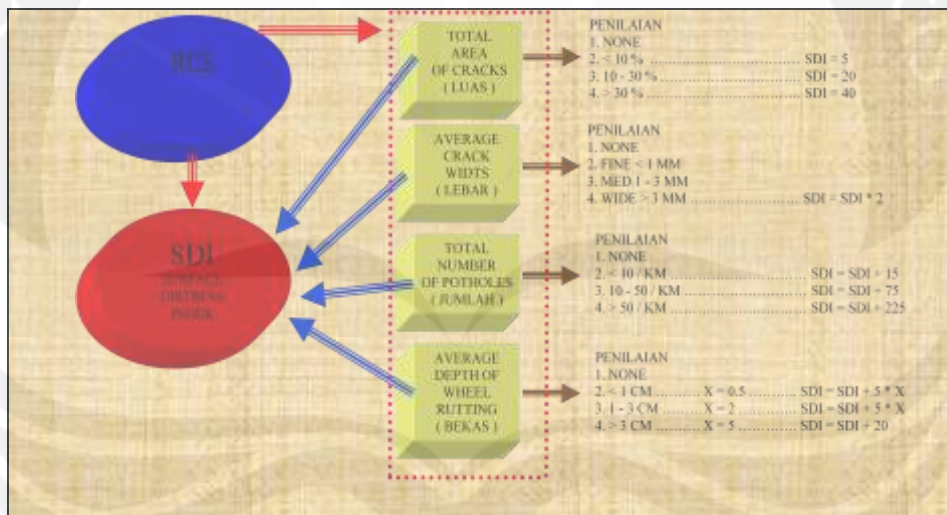 RCS
SDI
SURFACE
DISTRESS
INDEK
TOTAL
AREA
OF CRACKS
( LUAS )
PENILAIAN
1. NONE
2. < 10 % ........................................ SDI = 5
3. 10 - 30 % .................................... SDI = 20
4. > 30 % ........................................ SDI = 40
AVERAGE
CRACK
WIDTS
( LEBAR )
PENILAIAN
1. NONE
2. FINE < 1 MM
3. MED 1 - 3 MM
4. WIDE > 3 MM ............................ SDI = SDI * 2
TOTAL
NUMBER
OF POTHOLES
( JUMLAH )
PENILAIAN
1. NONE
2. < 10 / KM ................................... SDI = SDI + 15
3. 10 - 50 / KM .............................. SDI = SDI + 75
4. > 50 / KM ................................... SDI = SDI + 225
AVERAGE
DEPTH OF
WHEEL
RUTTING
( BEKAS )
PENILAIAN
1. NONE
2. < 1 CM .......... X = 0.5 ............ SDI = SDI + 5 * X
3. 1 - 3 CM ......... X = 2 .............. SDI = SDI + 5 * X
4. > 3 CM .......... X = 5 .............. SDI = SDI + 20